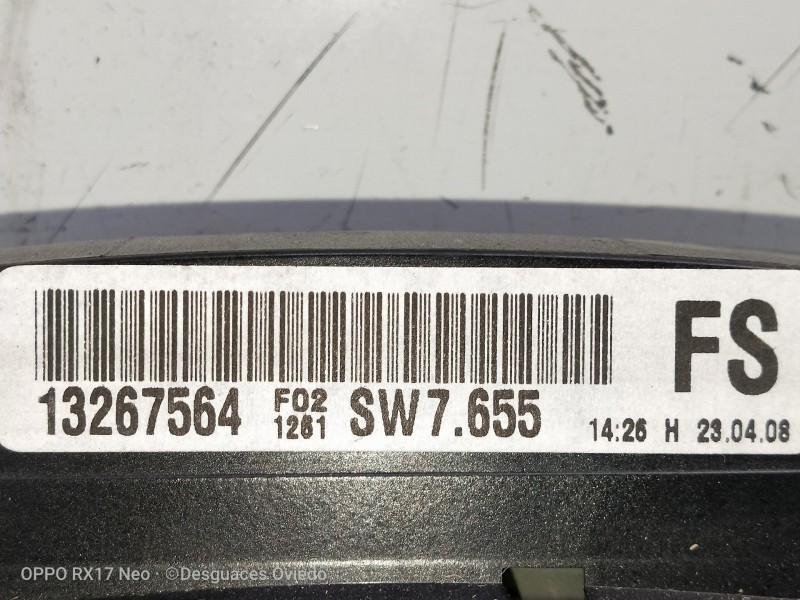 FS
13267564 F02 1261 SW7.655 14:26 H 23.04.08
OPPO RX17 Neo · ©Desguaces Oviedo